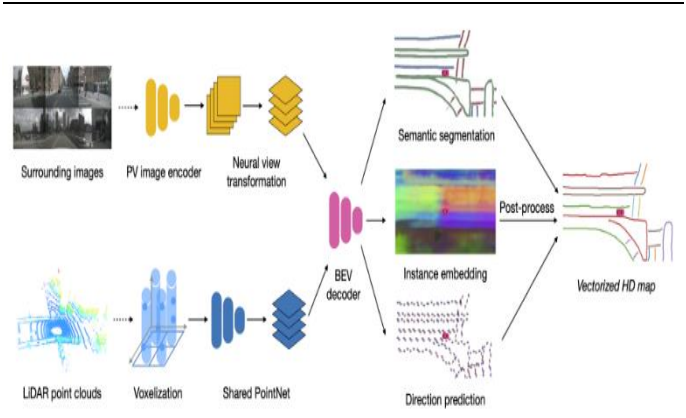 Semantic segmentation
Surrounding images
PV image encoder
Neural view
transformation
Post-process
BEV
decoder
Instance embedding
Vectorized HD map
LiDAR point clouds
Voxelization
Shared PointNet
Direction prediction